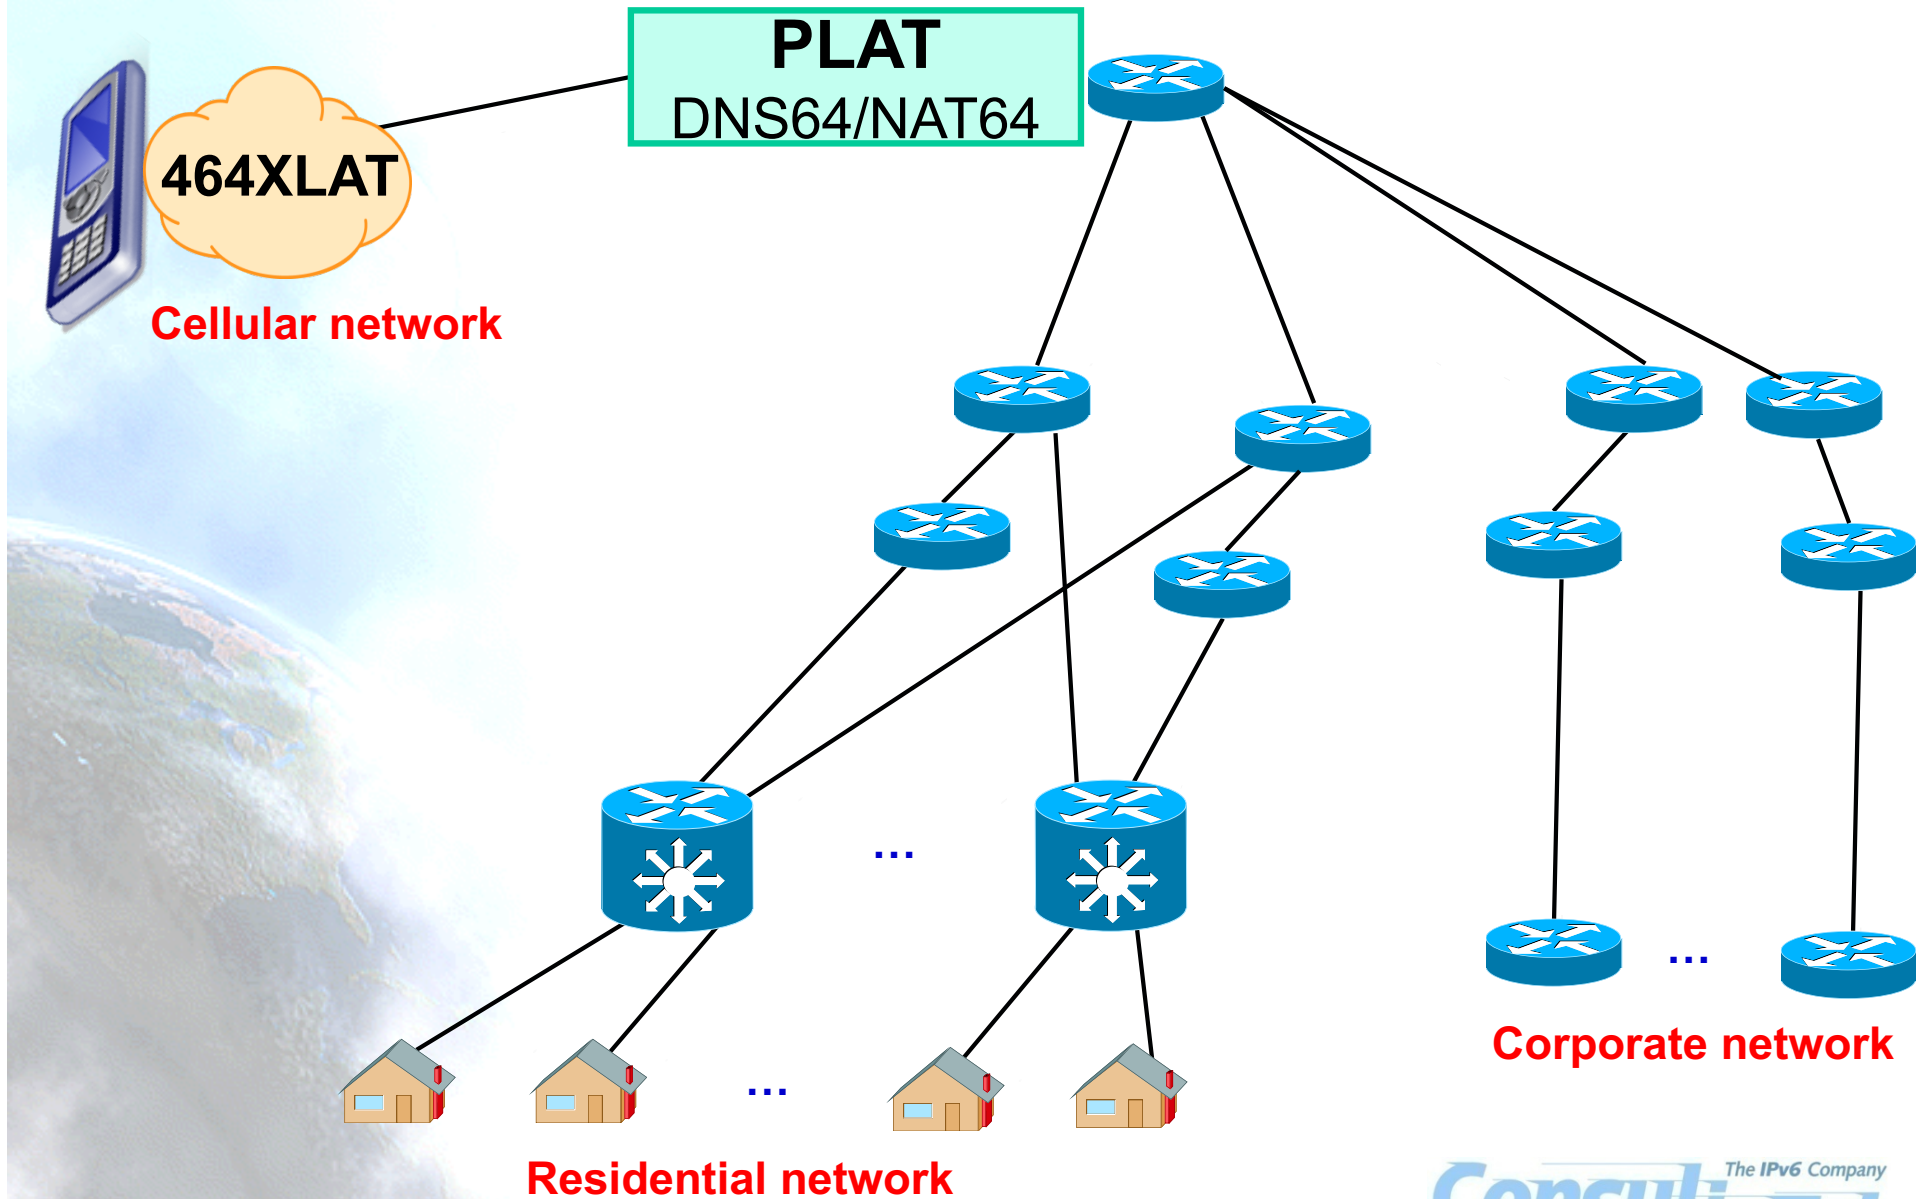 PLAT
DNS64/NAT64
464XLAT
Cellular network
...
...
...
Corporate network
Residential network
The IPv6 Company